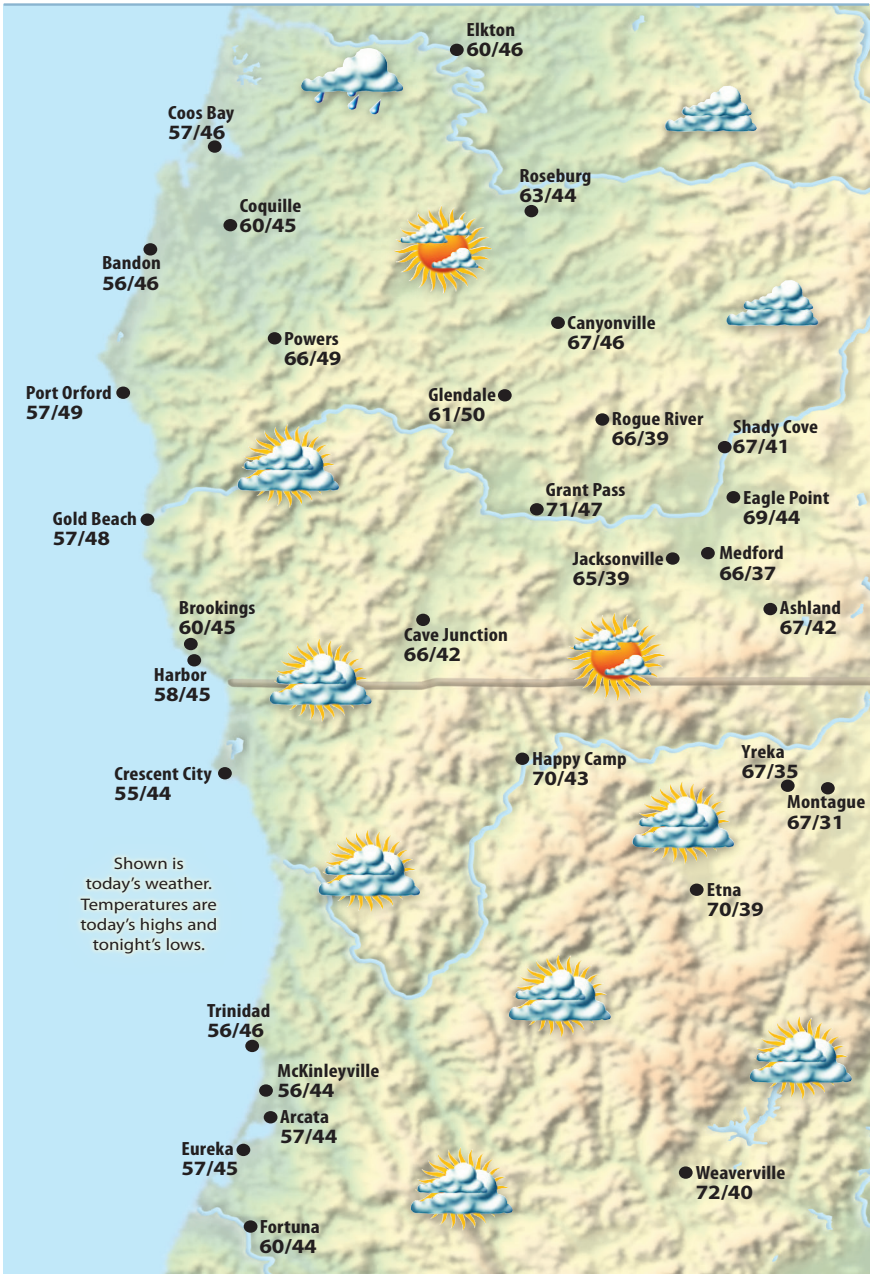 Elkton
60/46
Coos Bay
57/46
Roseburg
63/44
Coquille
60/45
Bandon
56/46
Canyonville
67/46
Powers
66/49
Port Orford
57/49
Glendale
61/50
Rogue River
66/39
Shady Cove
67/41
Grant Pass
71/47
Eagle Point
69/44
Gold Beach
57/48
Jacksonville
65/39
Medford
66/37
Brookings
60/45
Cave Junction
66/42
Ashland
67/42
Harbor
58/45
Crescent City
55/44
Happy Camp
70/43
Yreka
67/35
Montague
67/31
Shown is
today's weather.
Temperatures are
today's highs and
tonight's lows.
Etna
70/39
Trinidad
56/46
McKinleyville
56/44
Arcata
57/44
Eureka
57/45
Weaverville
72/40
Fortuna
60/44